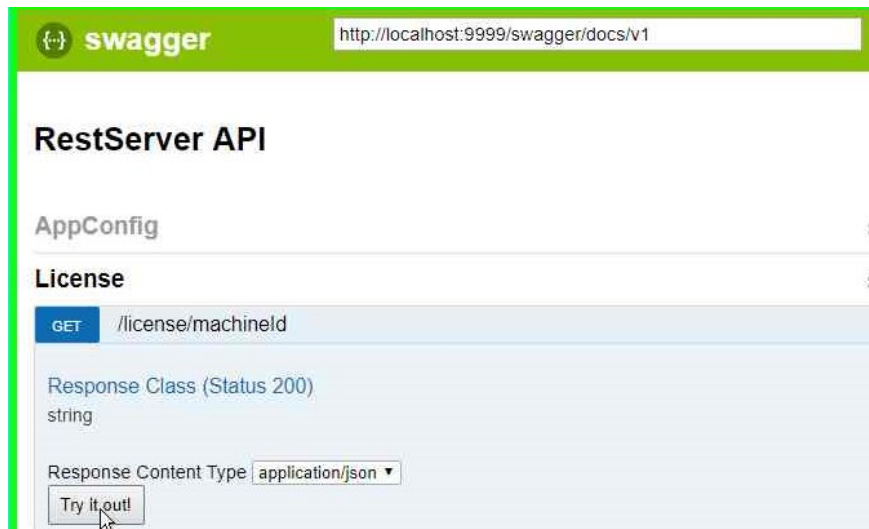 {··} swagger
http://localhost:9999/swagger/docs/v1
RestServer API
AppConfig
License
GET /license/machineId
Response Class (Status 200)
string
Response Content Type application/json
Try it out!